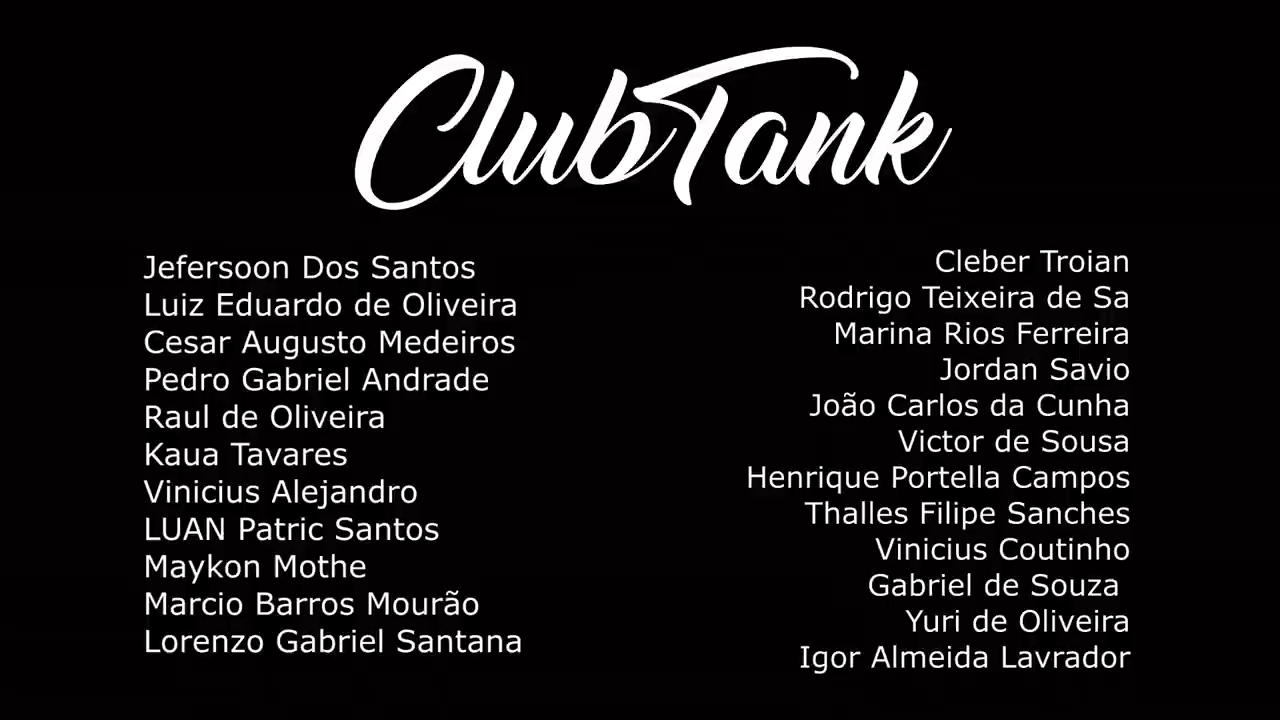 ClubTank
Jefersoon Dos Santos
Luiz Eduardo de Oliveira
Cesar Augusto Medeiros
Pedro Gabriel Andrade
Raul de Oliveira
Kaua Tavares
Vinicius Alejandro
LUAN Patric Santos
Maykon Mothe
Marcio Barros Mourão
Lorenzo Gabriel Santana
Cleber Troian
Rodrigo Teixeira de Sa
Marina Rios Ferreira
Jordan Savio
João Carlos da Cunha
Victor de Sousa
Henrique Portella Campos
Thalles Filipe Sanches
Vinicius Coutinho
Gabriel de Souza
Yuri de Oliveira
Igor Almeida Lavrador